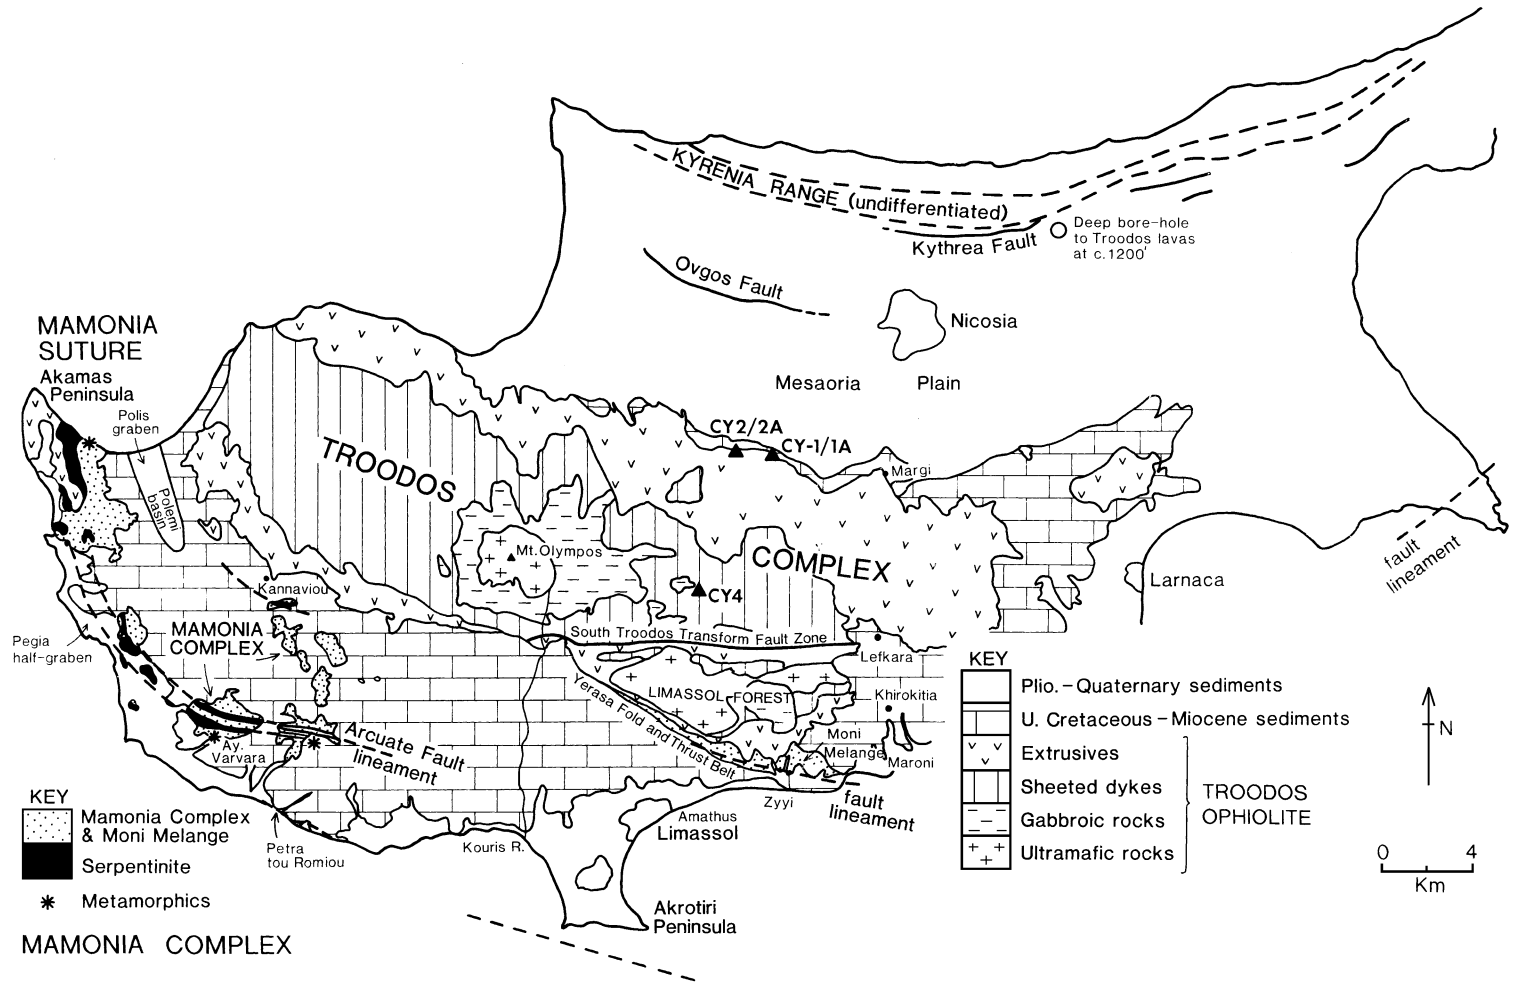 KYRENIA RANGE (undifferentiated)
Kythrea Fault
Deep bore-hole
to Troodos lavas
at c.1200'
Ovgos Fault
Nicosia
Mesaoria Plain
MAMONIA
SUTURE
Akamas
Peninsula
Polis
graben
Polemi
basin
TROODOS
COMPLEX
CY2/2A
CY-1/1A
Margi
Mt. Olympos
CY4
Larnaca
fault
lineament
Kannaviou
MAMONIA
COMPLEX
Pegia
half-graben
South Troodos Transform Fault Zone
Lefkara
LIMASSOL FOREST
Khirokitia
Yerasa Fold and Thrust Belt
Moni
Melange
Maroni
Ay.
Varvara
Arcuate Fault
lineament
Zyyi
fault
lineament
Amathus
Limassol
Petra
tou Romiou
Kouris R.
Akrotiri
Peninsula
KEY
Mamonia Complex
& Moni Melange
Serpentinite
Metamorphics
MAMONIA COMPLEX
KEY
Plio.-Quaternary sediments
U. Cretaceous-Miocene sediments
Extrusives
Sheeted dykes
Gabbroic rocks
Ultramafic rocks
TROODOS
OPHIOLITE
N
0 4
Km